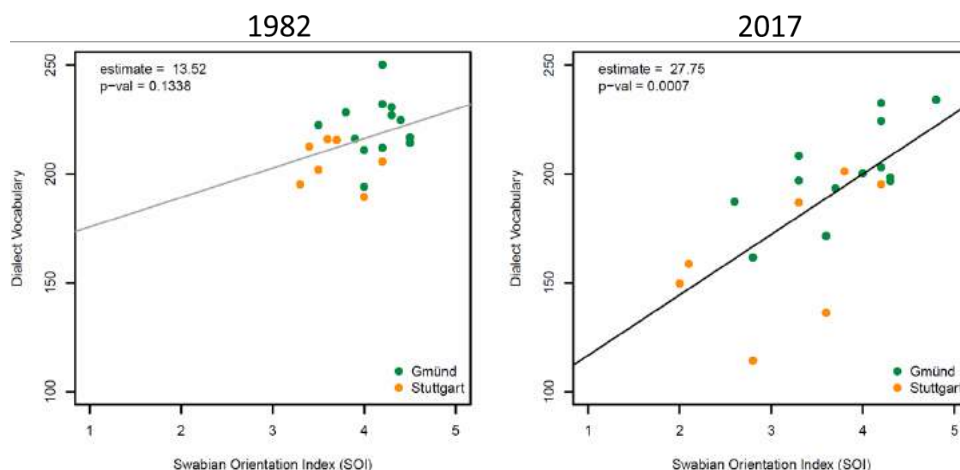 1982
estimate = 13.52
p-val = 0.1338
250
200
150
100
Dialect Vocabulary
Gmünd
Stuttgart
1 2 3 4 5
Swabian Orientation Index (SOI)
2017
estimate = 27.75
p-val = 0.0007
250
200
150
100
Dialect Vocabulary
Gmünd
Stuttgart
1 2 3 4 5
Swabian Orientation Index (SOI)